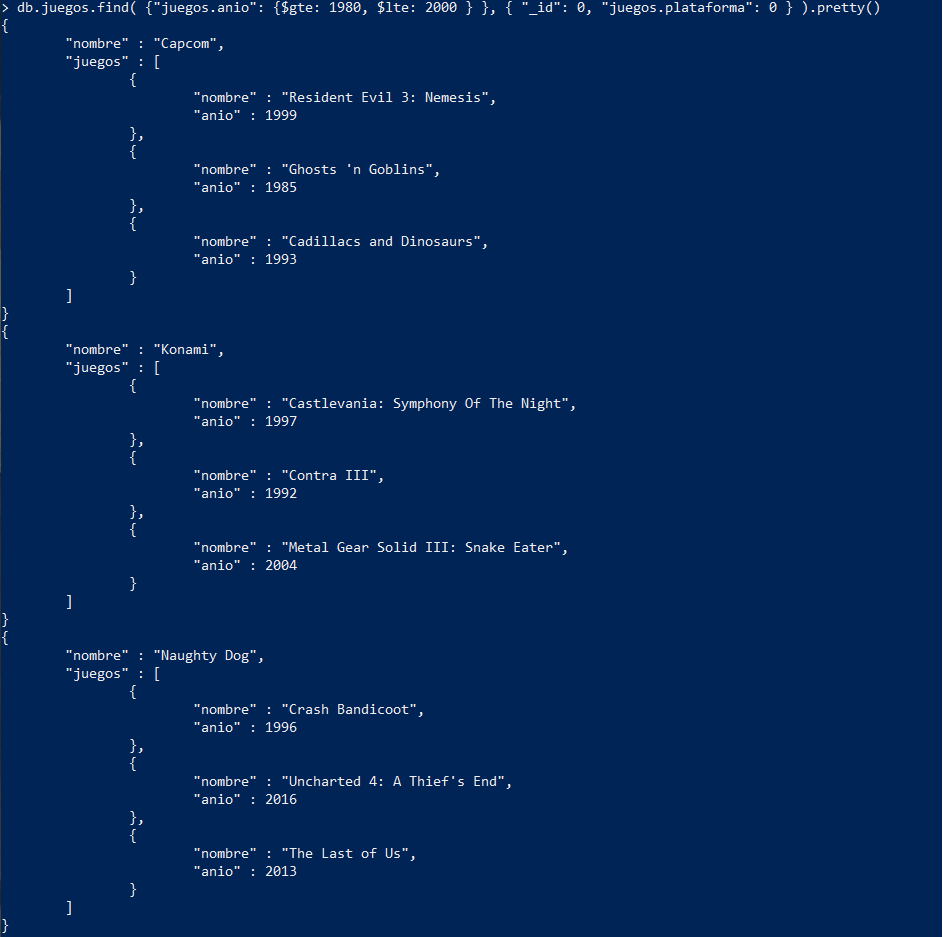 > db.juegos.find( {"juegos.anio": {$gte: 1980, $lte: 2000 } }, { "_id": 0, "juegos.plataforma": 0 } ).pretty()
{
        "nombre" : "Capcom",
        "juegos" : [
                {
                        "nombre" : "Resident Evil 3: Nemesis",
                        "anio" : 1999
                },
                {
                        "nombre" : "Ghosts 'n Goblins",
                        "anio" : 1985
                },
                {
                        "nombre" : "Cadillacs and Dinosaurs",
                        "anio" : 1993
                }
        ]
}
{
        "nombre" : "Konami",
        "juegos" : [
                {
                        "nombre" : "Castlevania: Symphony Of The Night",
                        "anio" : 1997
                },
                {
                        "nombre" : "Contra III",
                        "anio" : 1992
                },
                {
                        "nombre" : "Metal Gear Solid III: Snake Eater",
                        "anio" : 2004
                }
        ]
}
{
        "nombre" : "Naughty Dog",
        "juegos" : [
                {
                        "nombre" : "Crash Bandicoot",
                        "anio" : 1996
                },
                {
                        "nombre" : "Uncharted 4: A Thief's End",
                        "anio" : 2016
                },
                {
                        "nombre" : "The Last of Us",
                        "anio" : 2013
                }
        ]
}